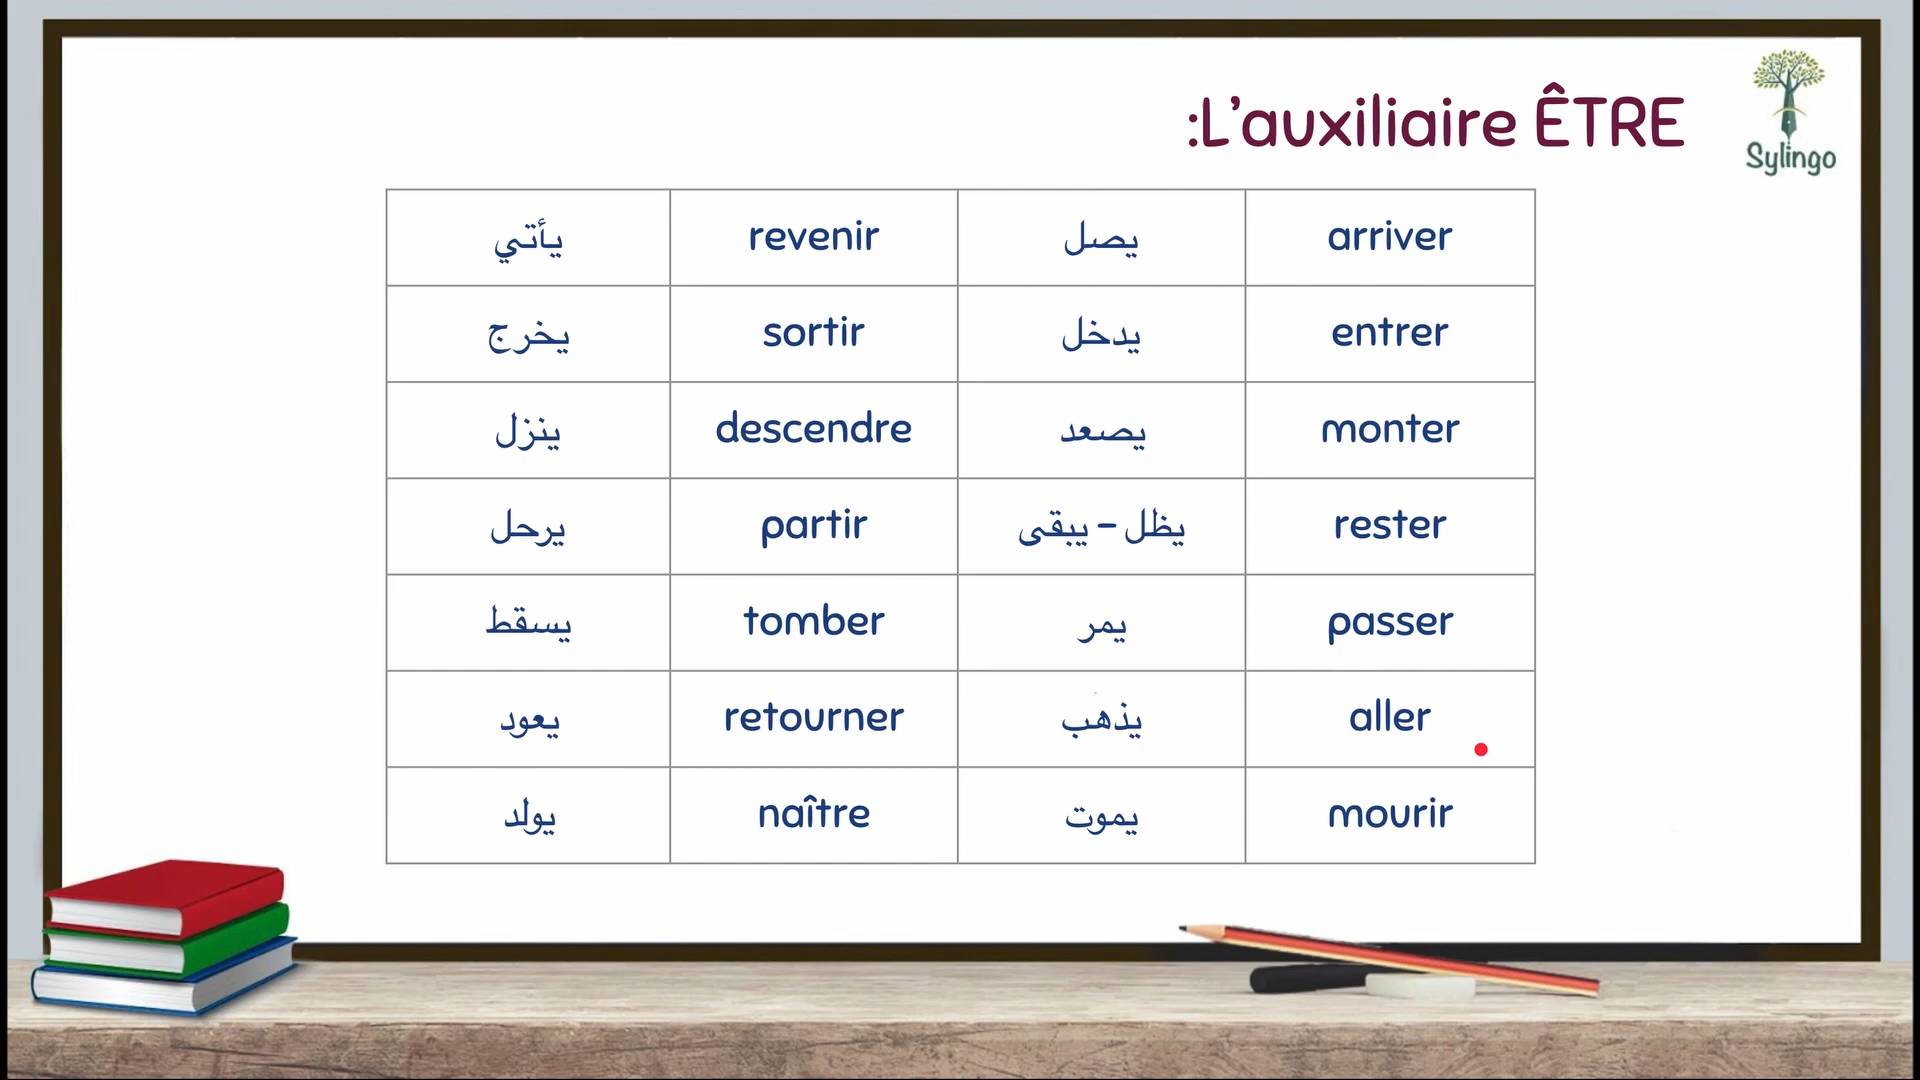 :L’auxiliaire ÊTRE
Sylingo
arriver يصل revenir يأتي
entrer يدخل sortir يخرج
monter يصعد descendre ينزل
rester يظل – يبقى partir يرحل
passer يمر tomber يسقط
aller يذهب retourner يعود
mourir يموت naître يولد